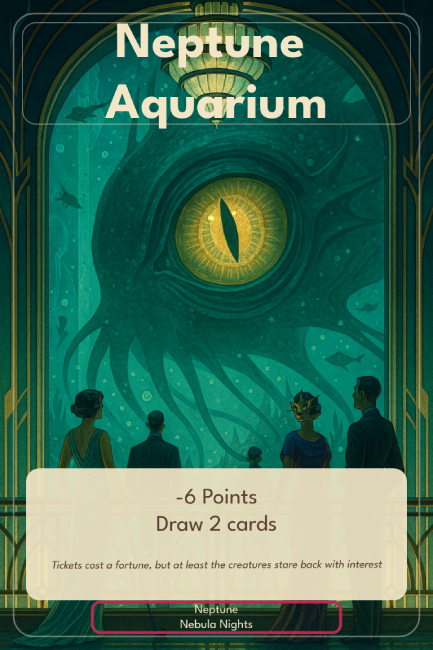 Neptune
Aquarium
-6 Points
Draw 2 cards
Tickets cost a fortune, but at least the creatures stare back with interest
Neptune
Nebula Nights